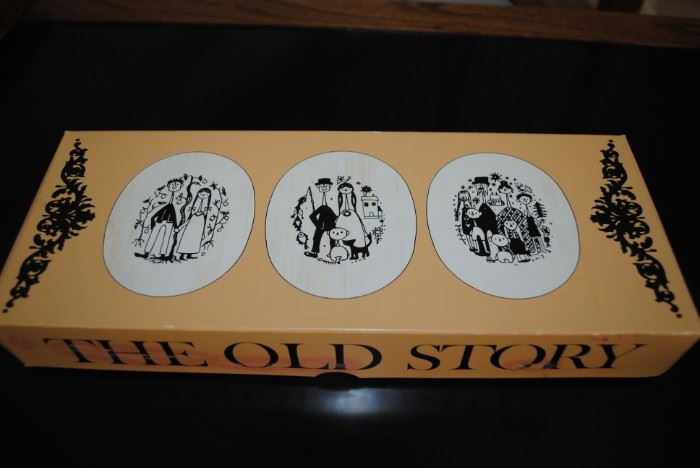 THE OLD STORY